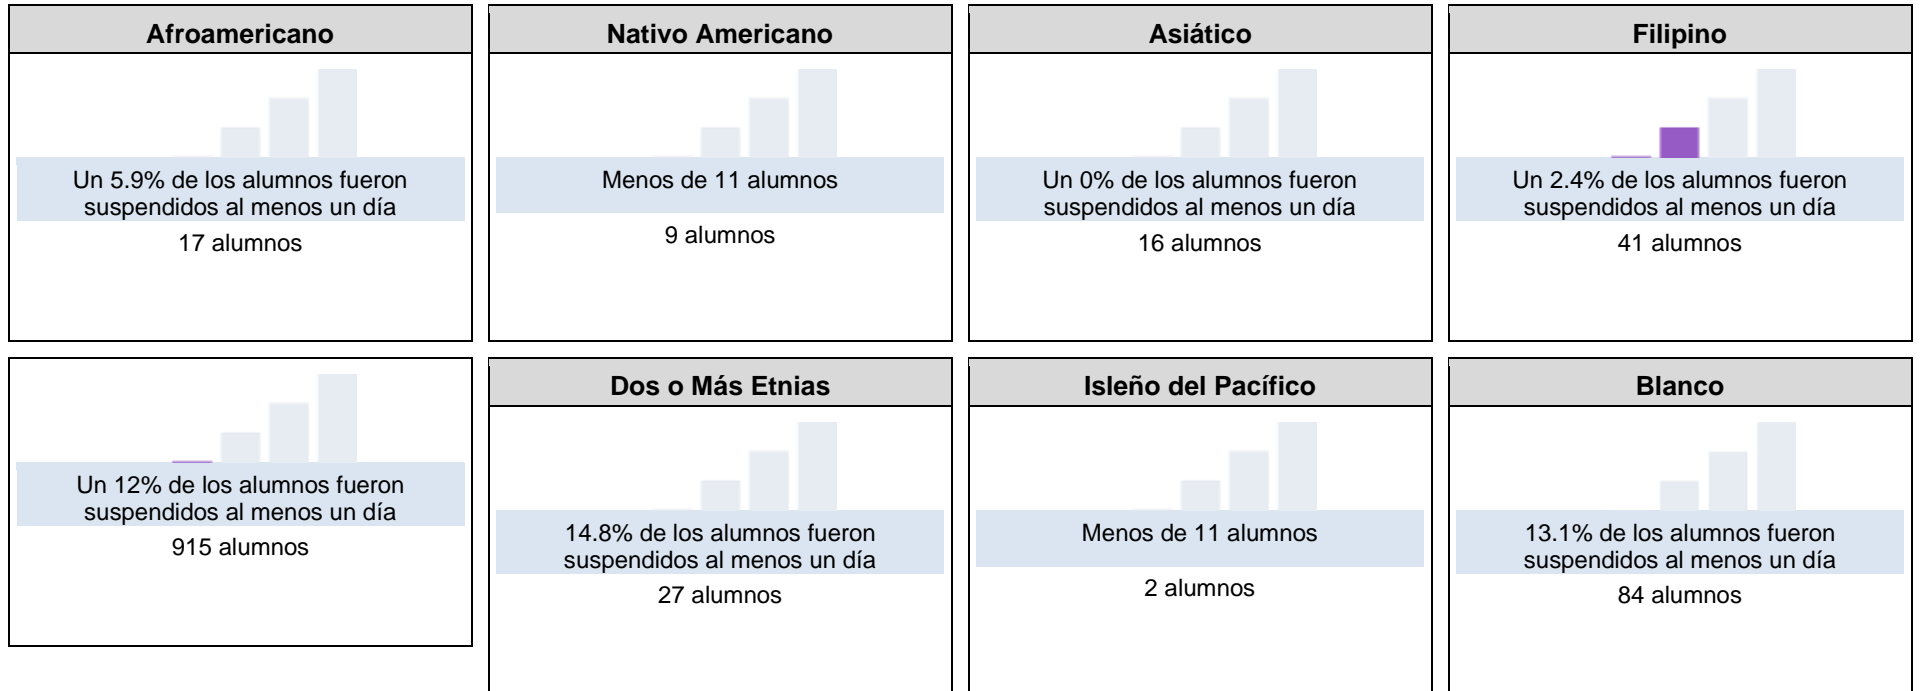 Afroamericano
Un 5.9% de los alumnos fueron
suspendidos al menos un día
17 alumnos
Nativo Americano
Menos de 11 alumnos
9 alumnos
Asiático
Un 0% de los alumnos fueron
suspendidos al menos un día
16 alumnos
Filipino
Un 2.4% de los alumnos fueron
suspendidos al menos un día
41 alumnos
Un 12% de los alumnos fueron
suspendidos al menos un día
915 alumnos
Dos o Más Etnias
14.8% de los alumnos fueron
suspendidos al menos un día
27 alumnos
Isleño del Pacífico
Menos de 11 alumnos
2 alumnos
Blanco
13.1% de los alumnos fueron
suspendidos al menos un día
84 alumnos